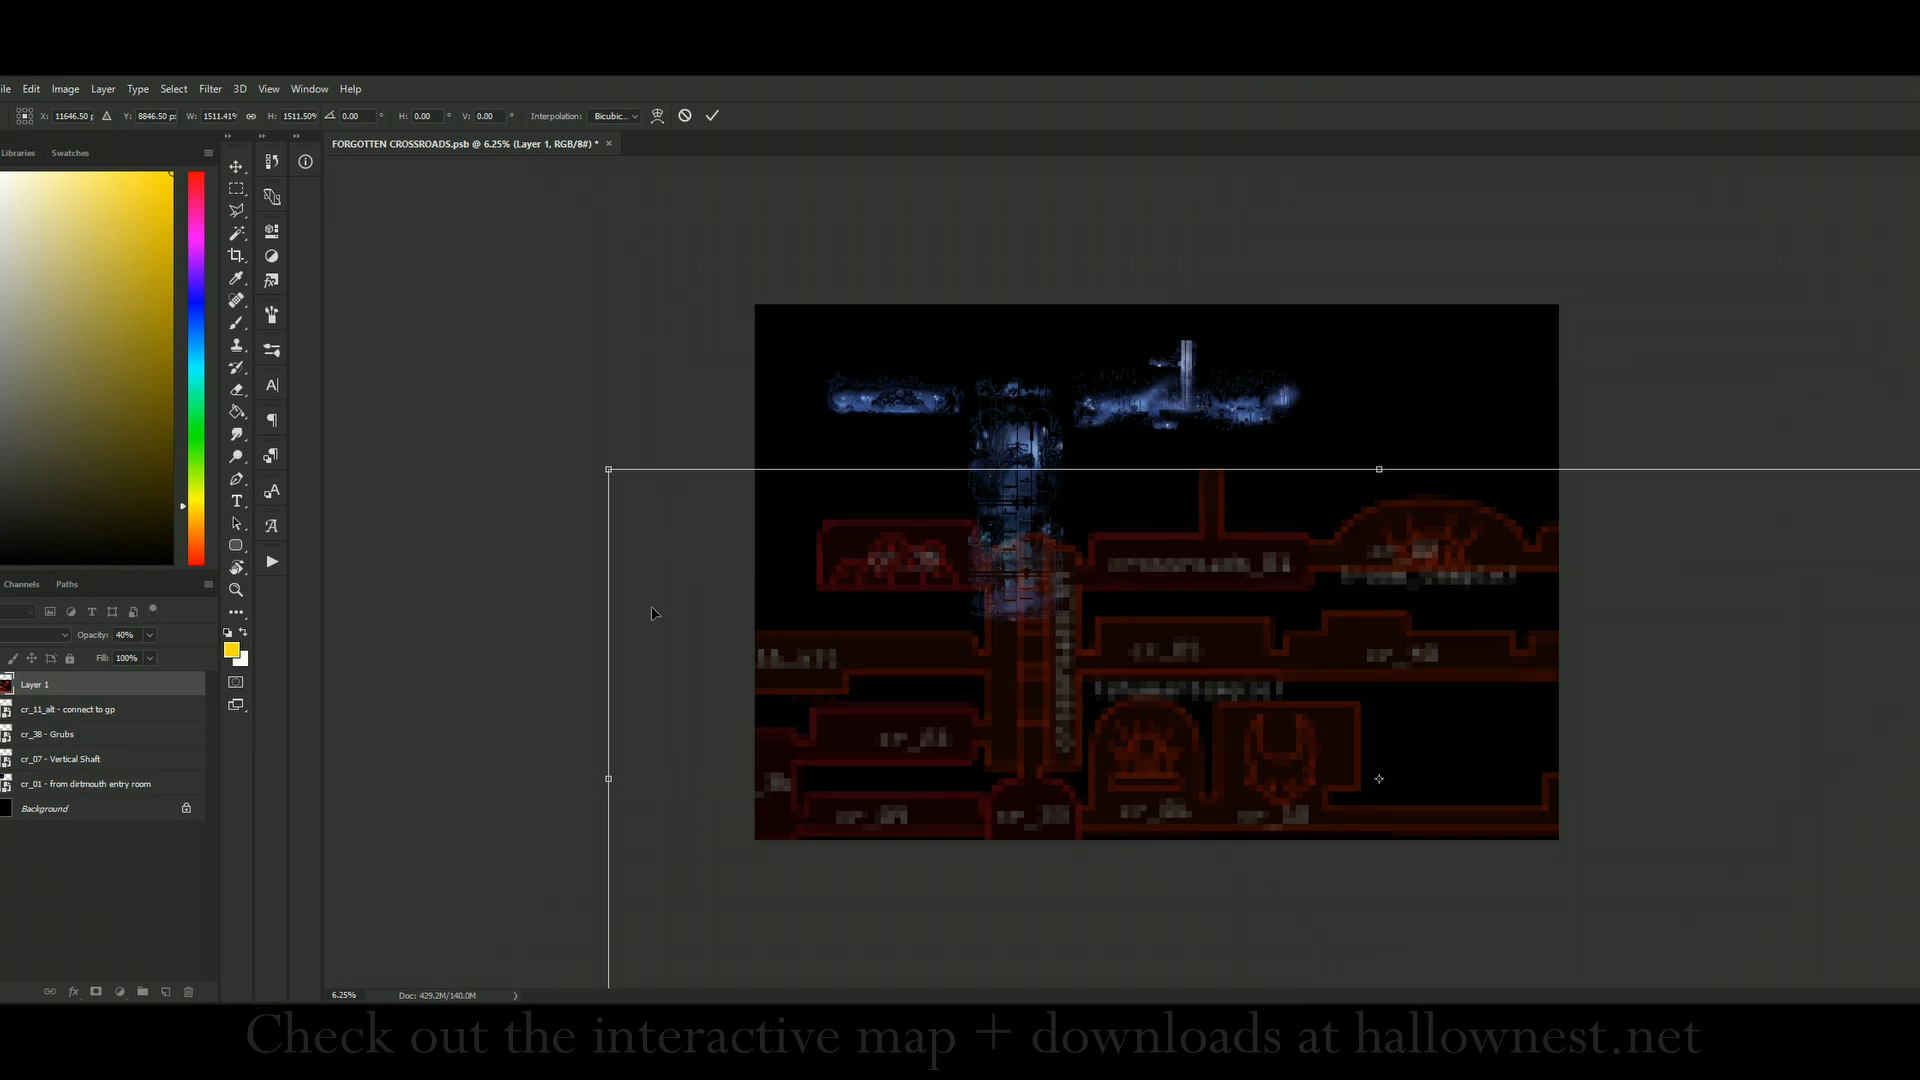 ile Edit Image Layer Type Select Filter 3D View Window Help
X: 11646.50 p Y: 8846.50 p: W: 1511.41% H: 1511.50% 0.00 ° H: 0.00 ° V: 0.00 ° Interpolation: Bicubic...
FORGOTTEN CROSSROADS.psb @ 6.25% (Layer 1, RGB/8#) * ×
Libraries Swatches
Channels Paths
Opacity: 40%
Fill: 100%
Layer 1
cr_11_alt - connect to gp
cr_38 - Grubs
cr_07 - Vertical Shaft
cr_01 - from dirtmouth entry room
Background
6.25% Doc: 429.2M/140.0M
Check out the interactive map + downloads at hallownest.net